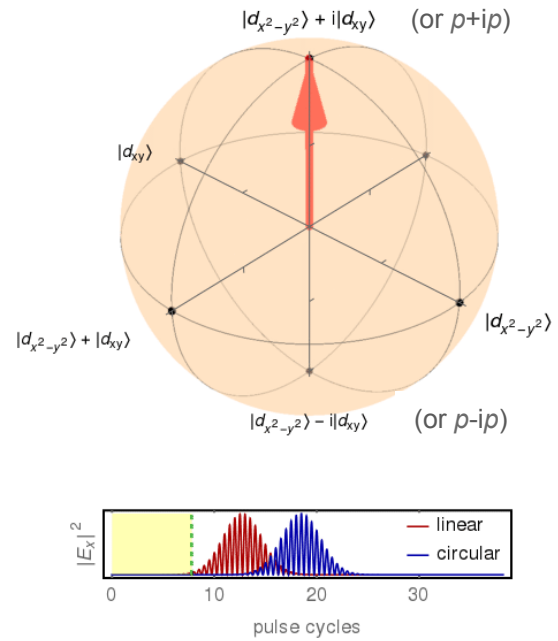 |d_{x²−y²}⟩ + i|d_{xy}⟩ (or p+ip)
|d_{xy}⟩
|d_{x²−y²}⟩
|d_{x²−y²}⟩ + |d_{xy}⟩
|d_{x²−y²}⟩ − i|d_{xy}⟩ (or p-ip)
|E_x|²
linear
circular
0 10 20 30
pulse cycles